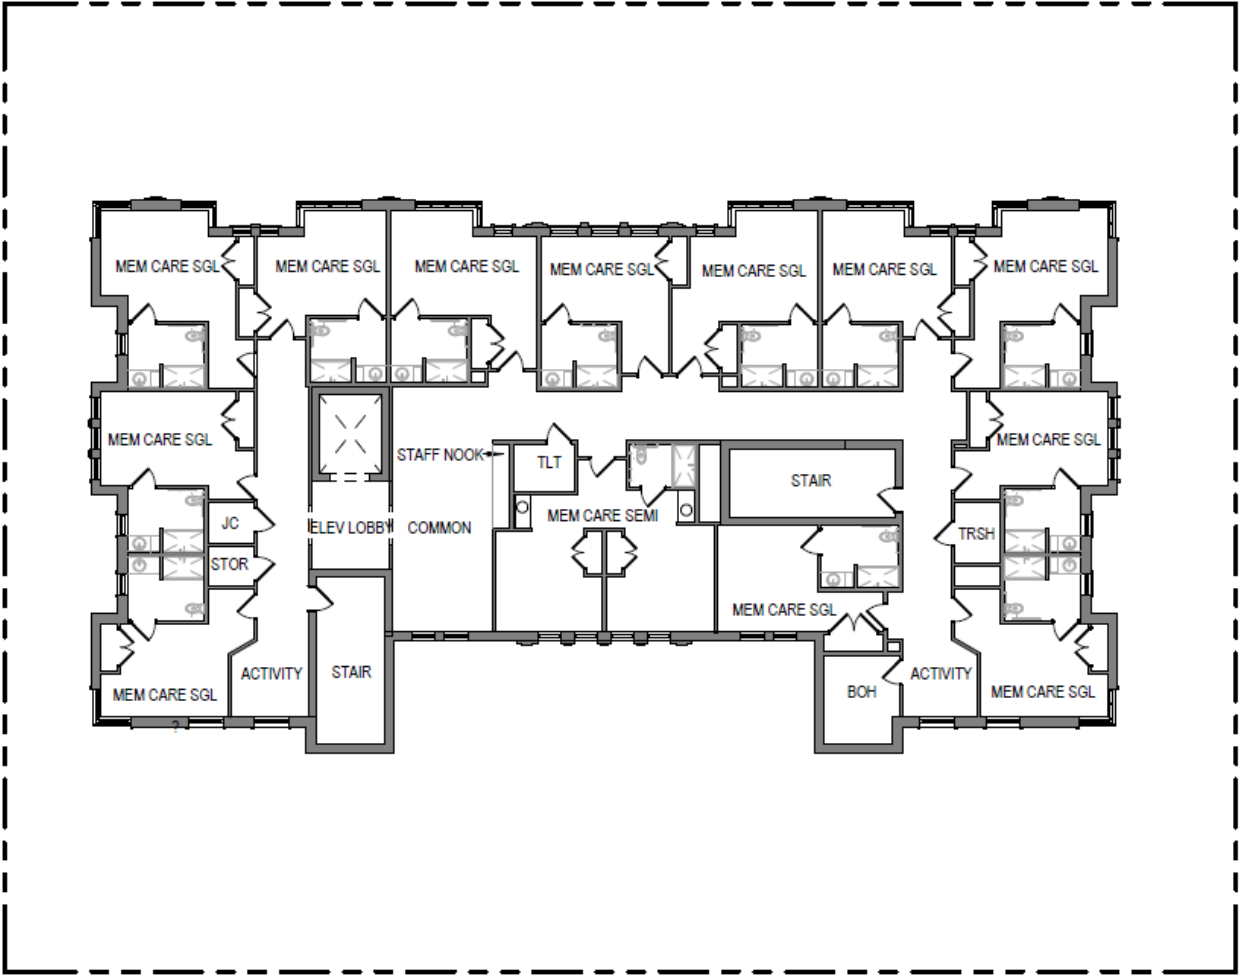 MEM CARE SGL
MEM CARE SGL
MEM CARE SGL
MEM CARE SGL
MEM CARE SGL
MEM CARE SGL
MEM CARE SGL
MEM CARE SGL
STAFF NOOK
TLT
MEM CARE SGL
STAIR
JC
ELEV LOBBY
COMMON
MEM CARE SEMI
TRSH
STOR
MEM CARE SGL
ACTIVITY
STAIR
BOH
ACTIVITY
MEM CARE SGL
MEM CARE SGL
?